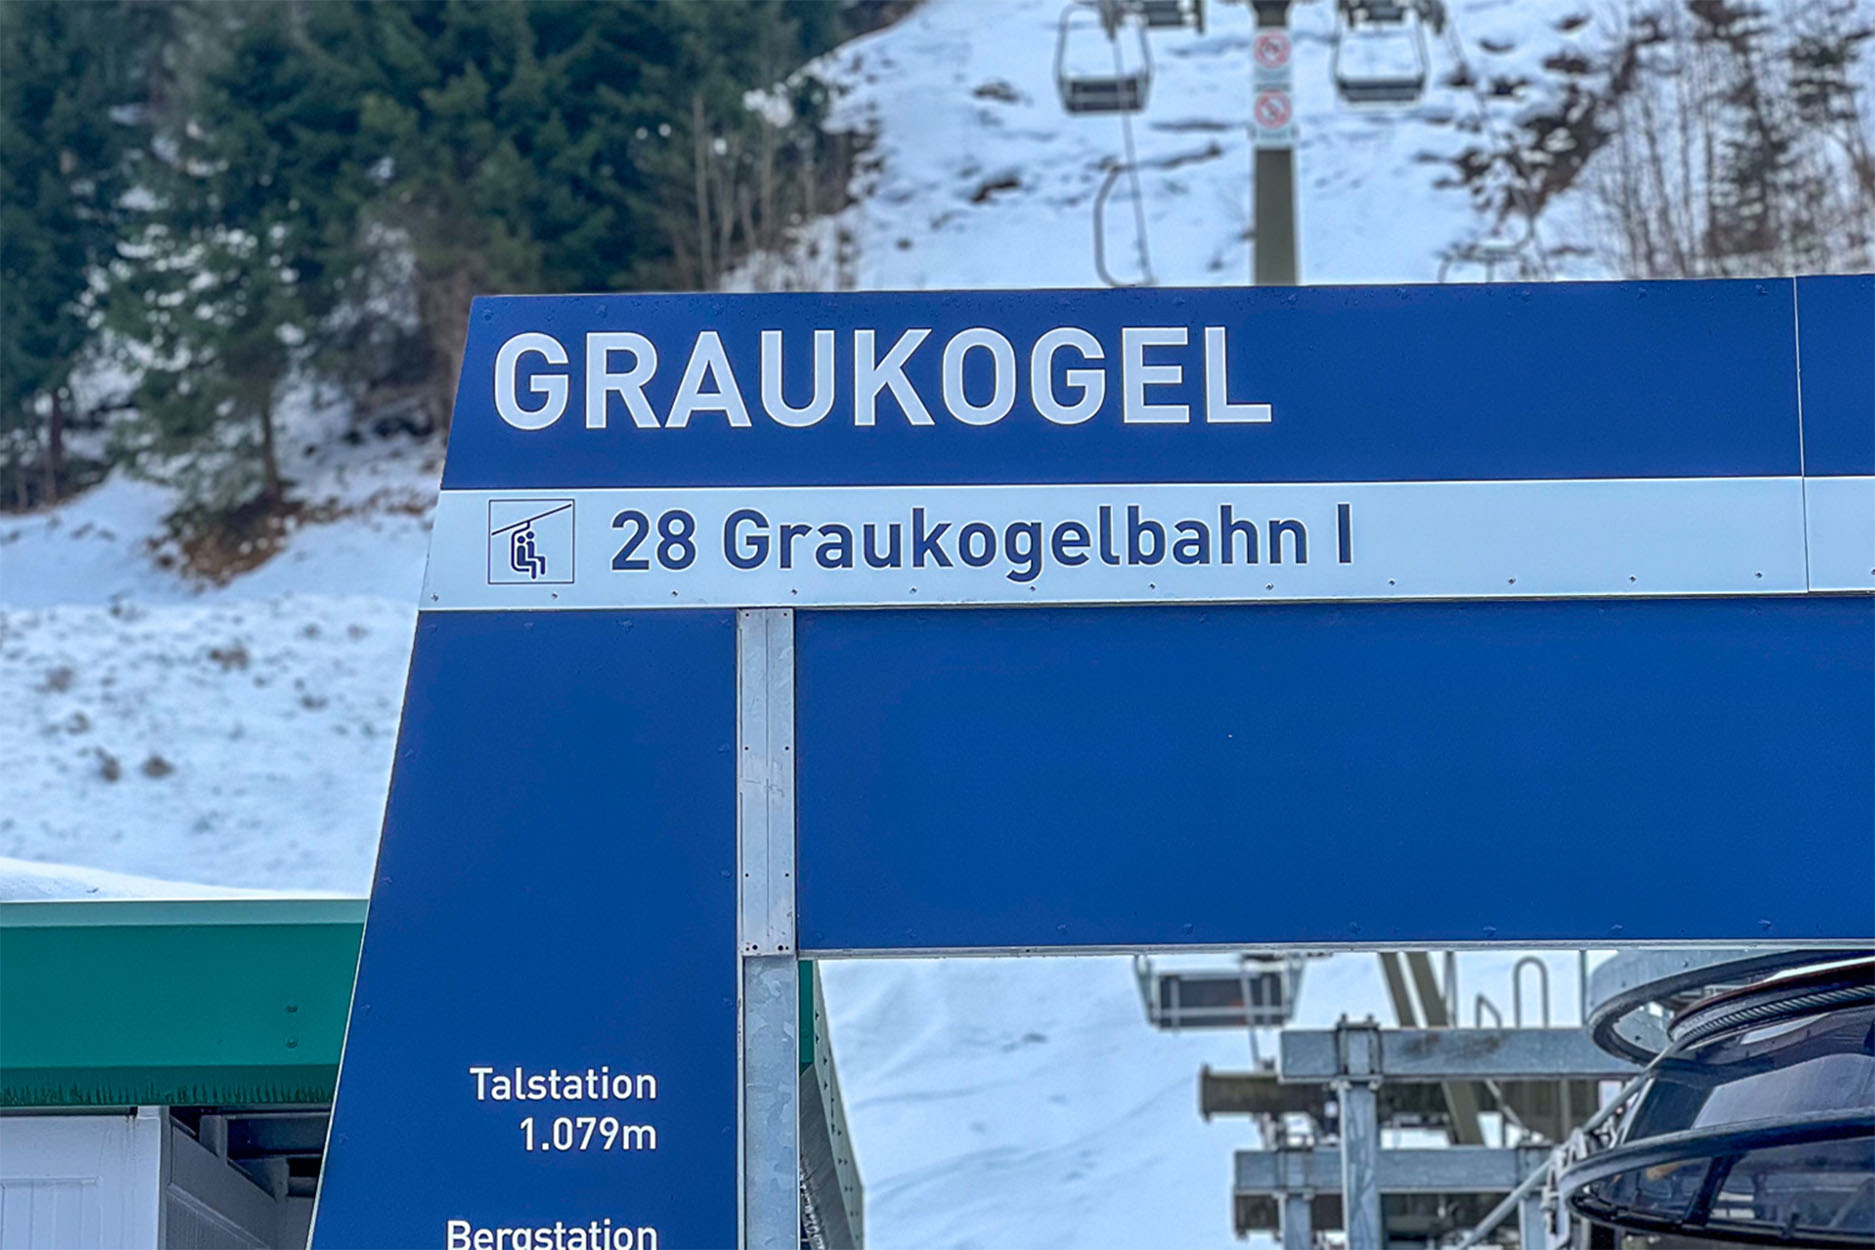 GRAUKOGEL
28 Graukogelbahn I
Talstation
1.079m
Bergstation